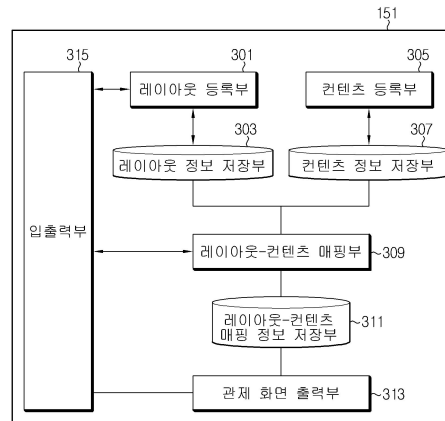 151
315
301
305
레이아웃 등록부
컨텐츠 등록부
303
307
레이아웃 정보 저장부
컨텐츠 정보 저장부
입출력부
레이아웃-컨텐츠 매핑부
309
레이아웃-컨텐츠
매핑 정보 저장부
311
관제 화면 출력부
313